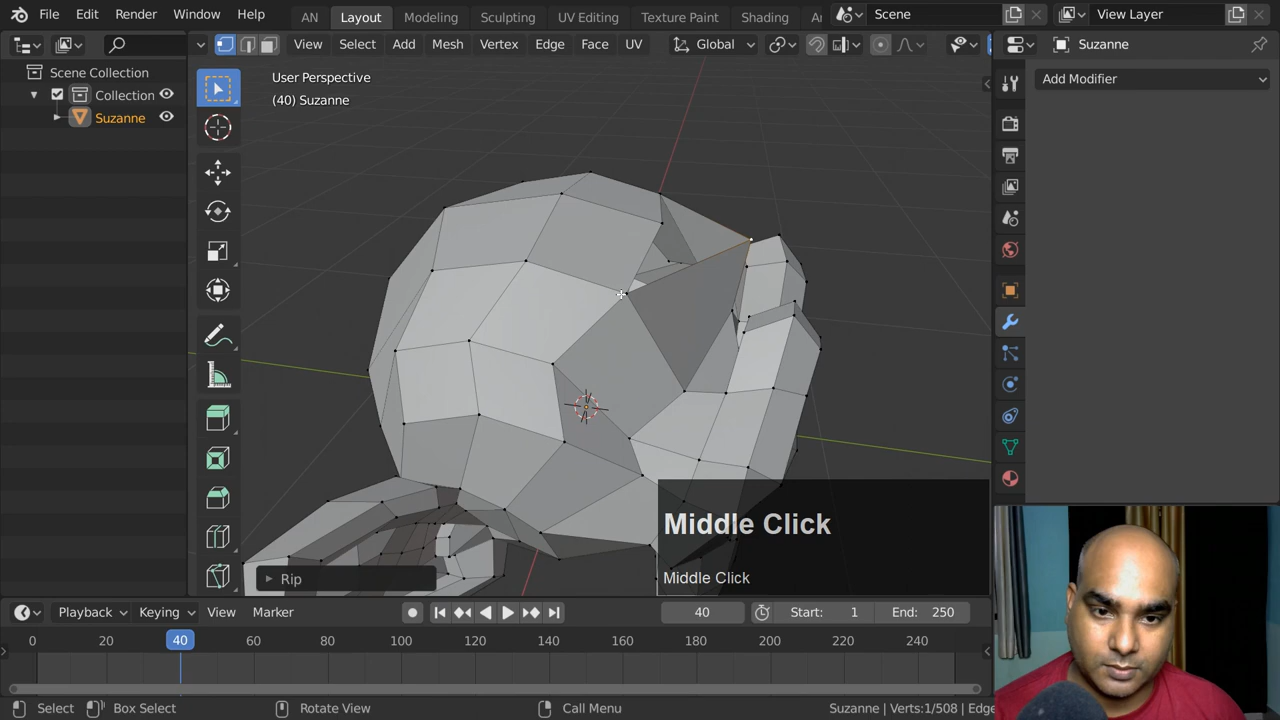 File Edit Render Window Help AN Layout Modeling Sculpting UV Editing Texture Paint Shading Scene View Layer
View Select Add Mesh Vertex Edge Face UV Global Suzanne
Scene Collection
Collection
Suzanne
User Perspective
(40) Suzanne
Add Modifier
Middle Click
Middle Click
Rip
Playback Keying View Marker 40 Start: 1 End: 250
0 20 40 60 80 100 120 140 160 180 200 220 240
Select Box Select Rotate View Call Menu Suzanne | Verts:1/508 | Edge